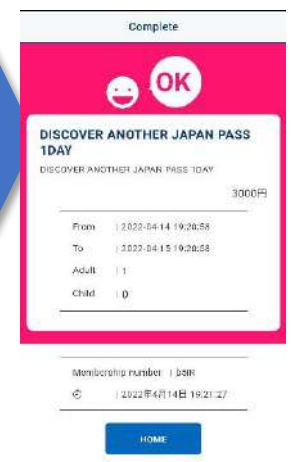 Complete
OK
DISCOVER ANOTHER JAPAN PASS
1DAY
DISCOVER ANOTHER JAPAN PASS 1DAY
3000円
From | 2022-04-14 19:20:58
To | 2022-04-15 19:20:58
Adult | 1
Child | 0
Membership number |
| 2022年4月14日 19:21:27
HOME